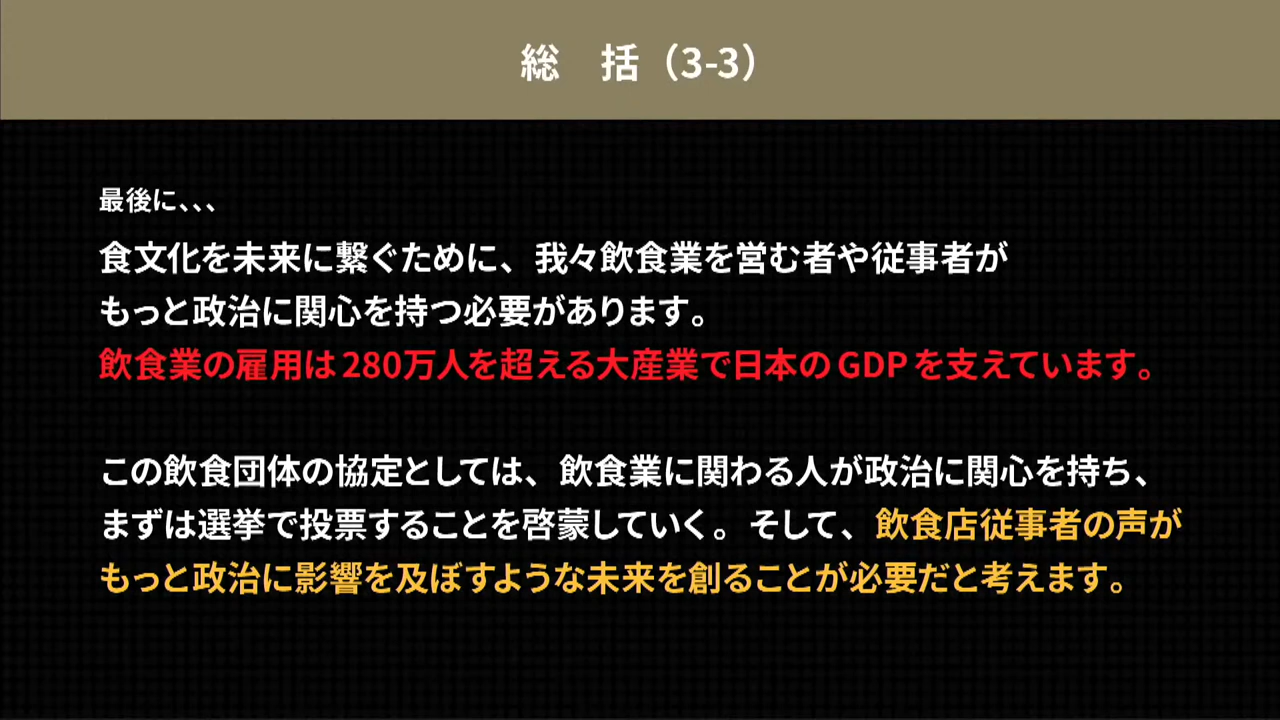 総　括（3-3）
最後に、、、
食文化を未来に繋ぐために、我々飲食業を営む者や従事者が
もっと政治に関心を持つ必要があります。
飲食業の雇用は280万人を超える大産業で日本のGDPを支えています。
この飲食団体の協定としては、飲食業に関わる人が政治に関心を持ち、
まずは選挙で投票することを啓蒙していく。そして、飲食店従事者の声が
もっと政治に影響を及ぼすような未来を創ることが必要だと考えます。